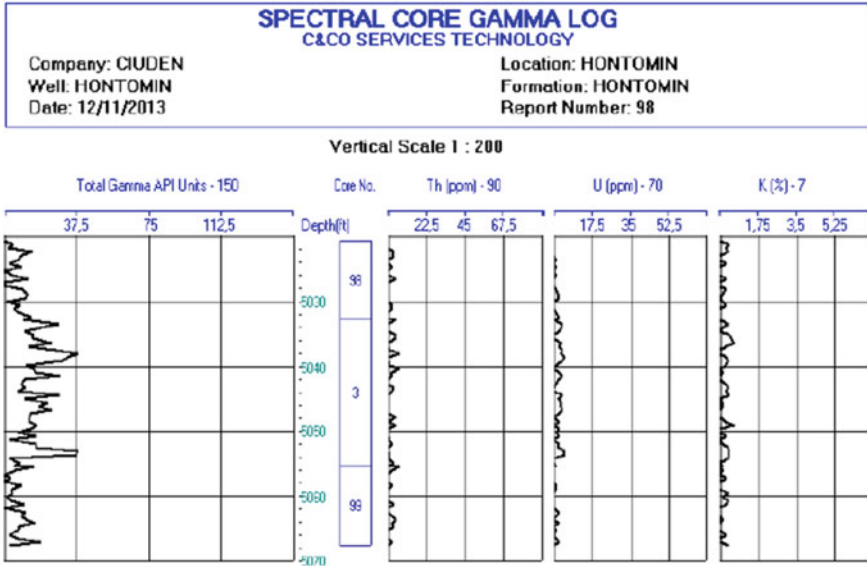 SPECTRAL CORE GAMMA LOG
C&CO SERVICES TECHNOLOGY
Company: CIUDEN Location: HONTOMIN
Well: HONTOMIN Formation: HONTOMIN
Date: 12/11/2013 Report Number: 98
Vertical Scale 1 : 200
Total Gamma API Units - 150 Core No. Th (ppm) - 90 U (ppm) - 70 K (%) - 7
37,5 75 112,5 Depth(ft) 22,5 45 67,5 17,5 35 52,5 1,75 3,5 5,25
98
5030
5040
3
5050
5060
99
5070